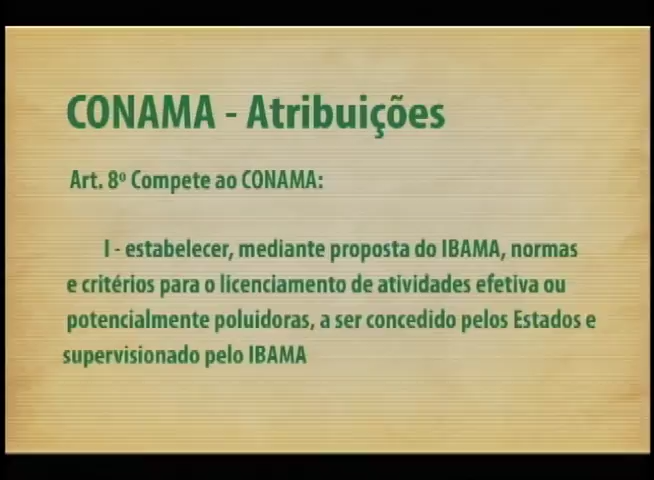 CONAMA - Atribuições
Art. 8º Compete ao CONAMA:
I - estabelecer, mediante proposta do IBAMA, normas
e critérios para o licenciamento de atividades efetiva ou
potencialmente poluidoras, a ser concedido pelos Estados e
supervisionado pelo IBAMA